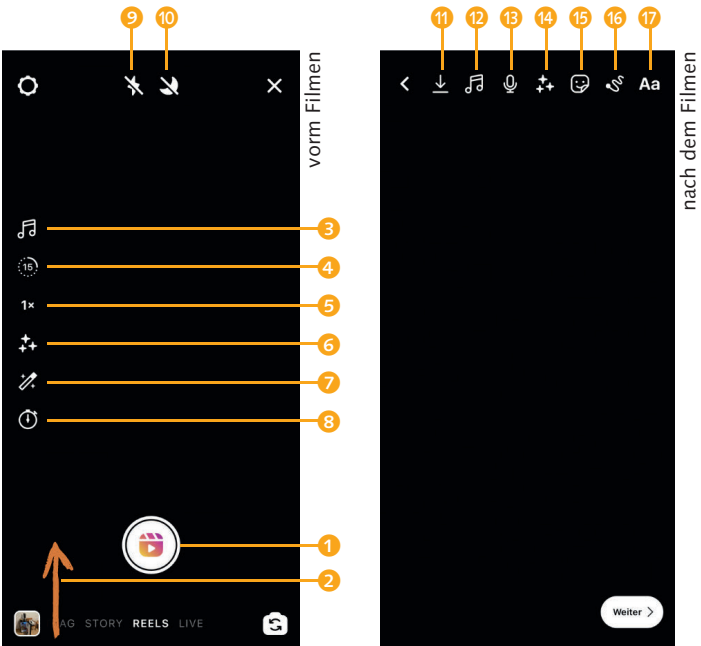 9 10
11 12 13 14 15 16 17
vorm Filmen
nach dem Filmen
Aa
3
15
4
1×
5
6
7
8
1
2
AG STORY REELS LIVE
Weiter >